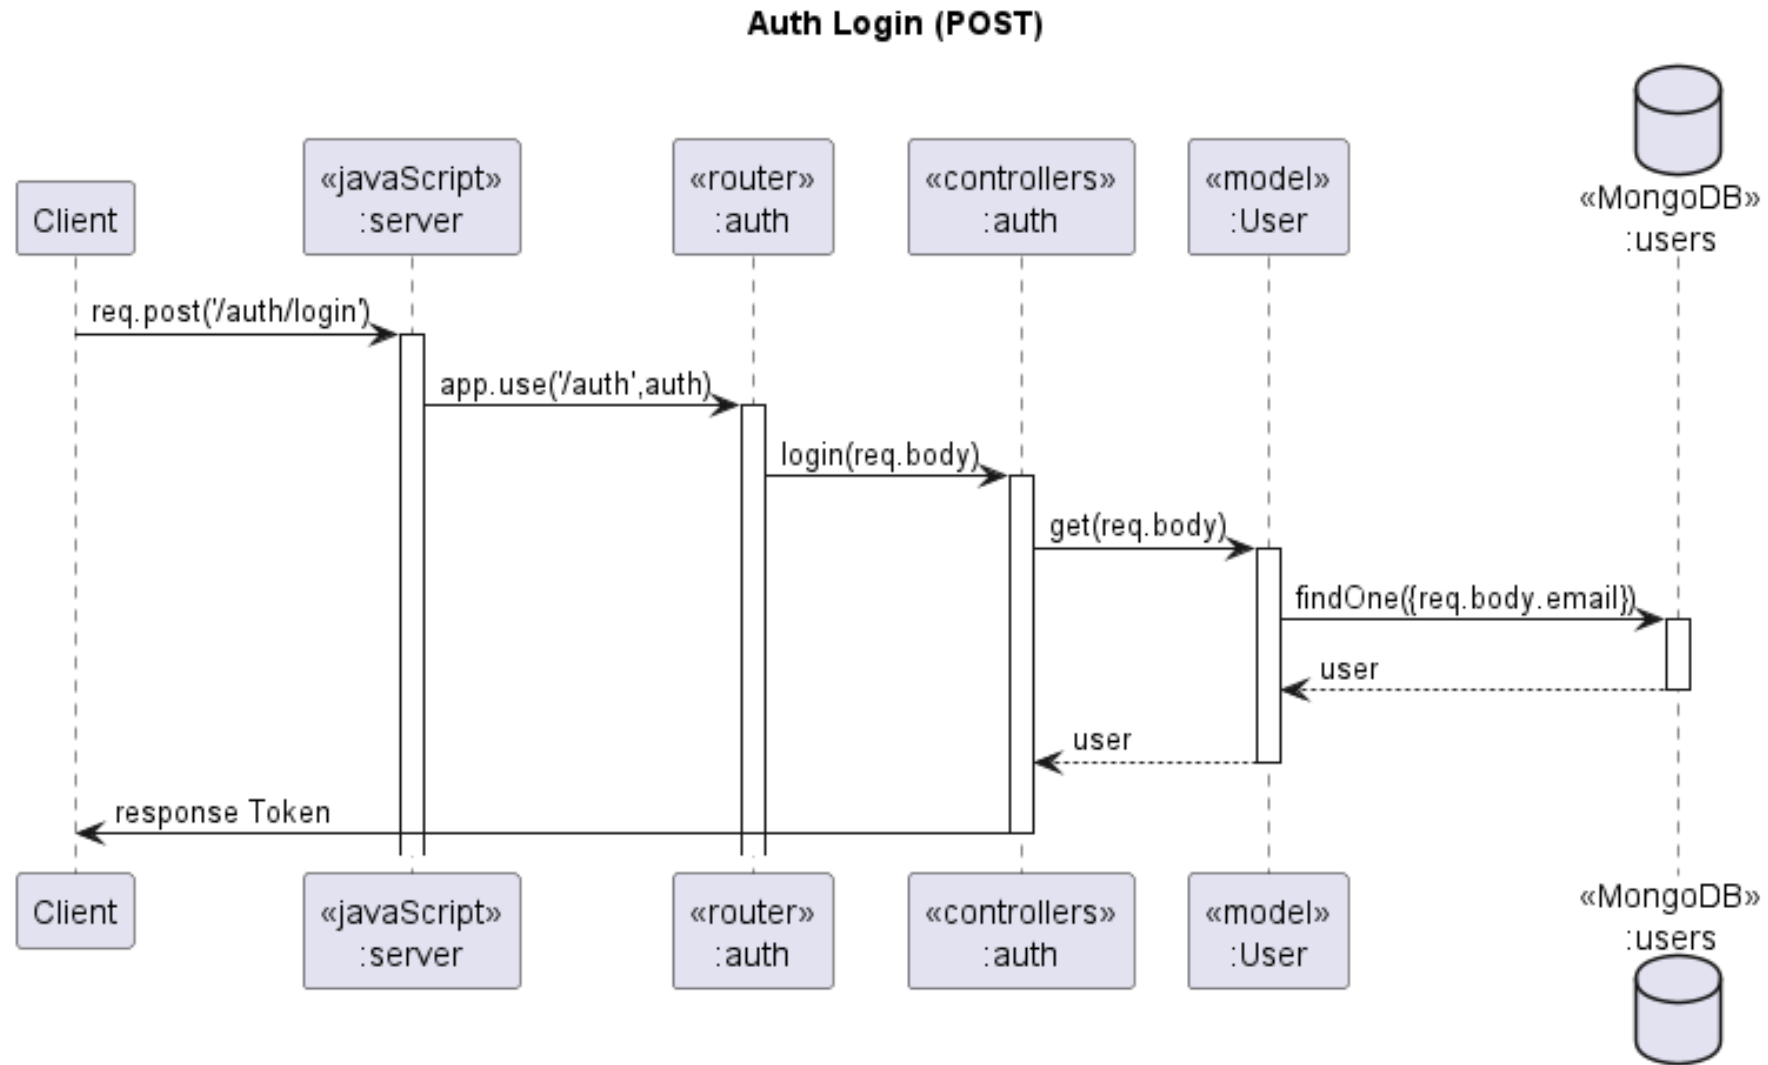 Auth Login (POST)
Client
«javaScript»
:server
«router»
:auth
«controllers»
:auth
«model»
:User
«MongoDB»
:users
req.post('/auth/login')
app.use('/auth',auth)
login(req.body)
get(req.body)
findOne({req.body.email})
user
user
response Token
Client
«javaScript»
:server
«router»
:auth
«controllers»
:auth
«model»
:User
«MongoDB»
:users